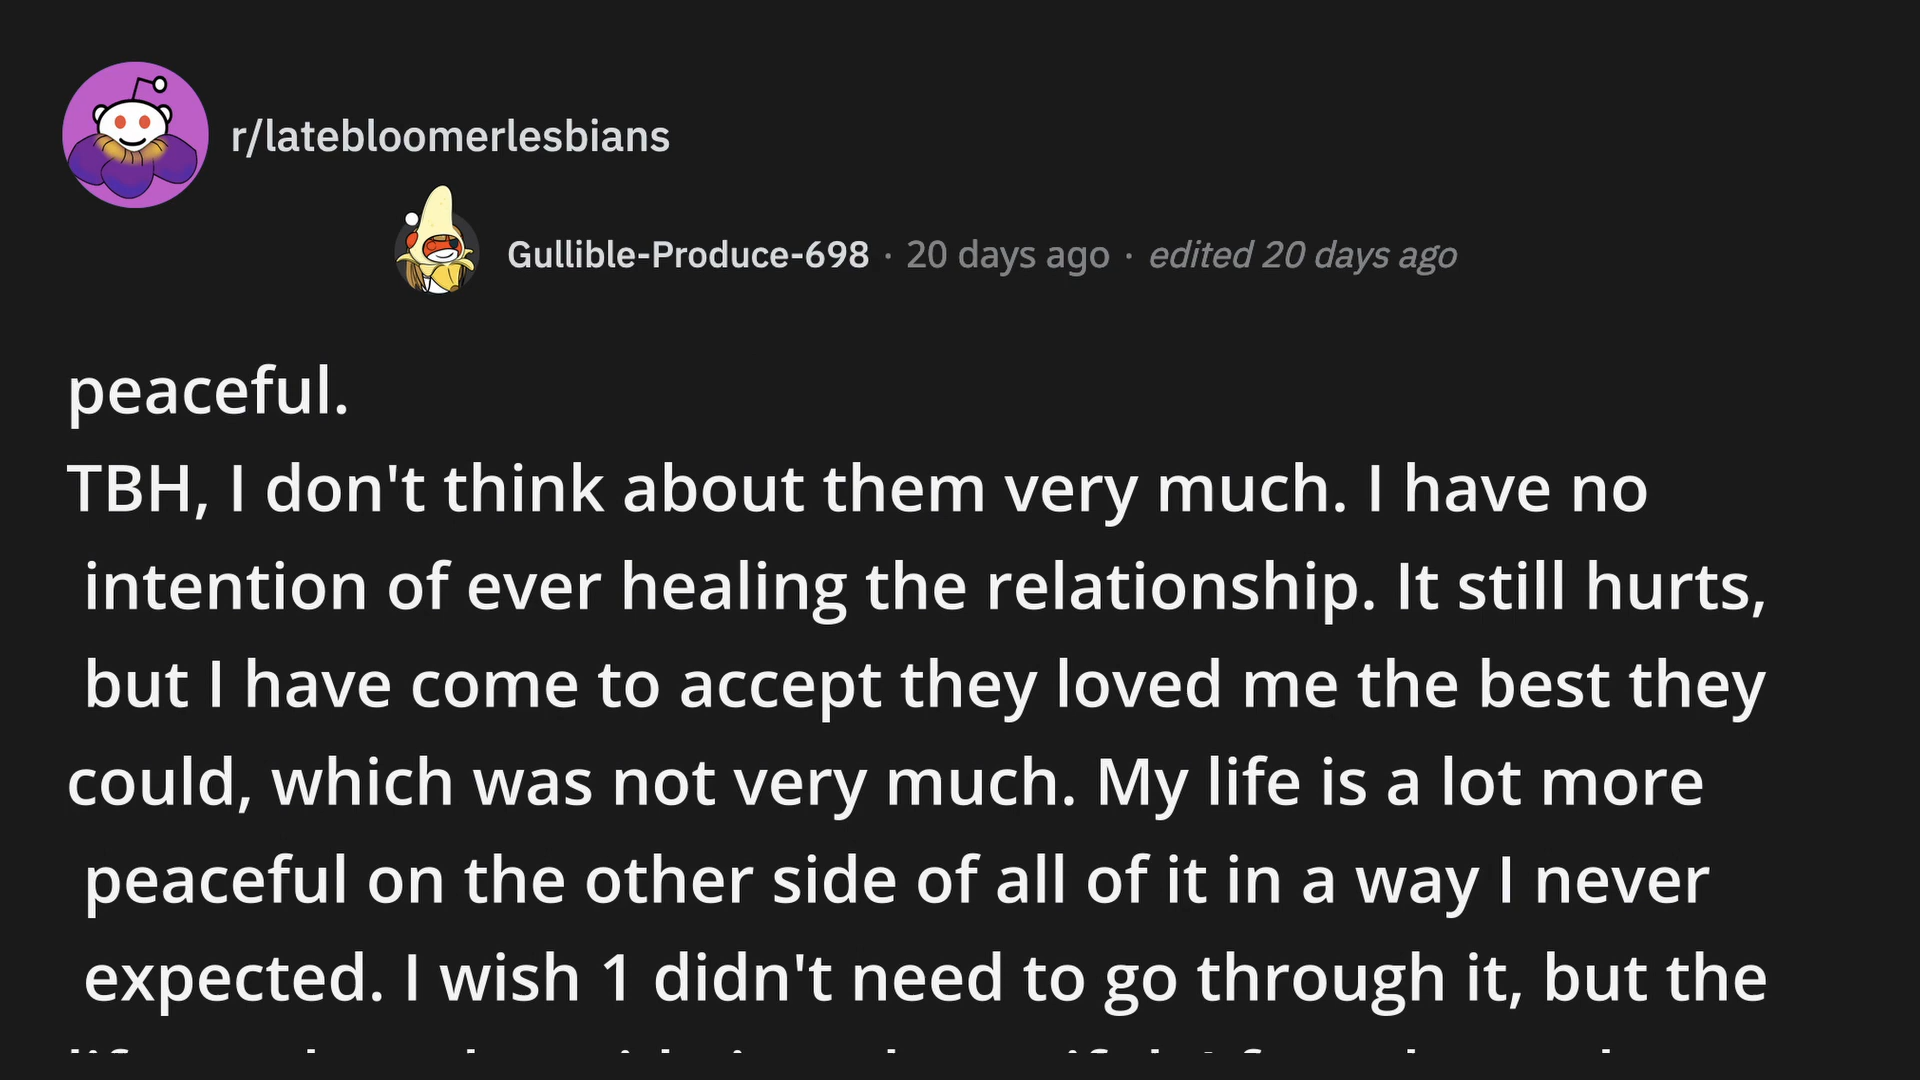 r/latebloomerlesbians
Gullible-Produce-698 · 20 days ago · edited 20 days ago
peaceful.
TBH, I don't think about them very much. I have no
intention of ever healing the relationship. It still hurts,
but I have come to accept they loved me the best they
could, which was not very much. My life is a lot more
peaceful on the other side of all of it in a way I never
expected. I wish 1 didn't need to go through it, but the